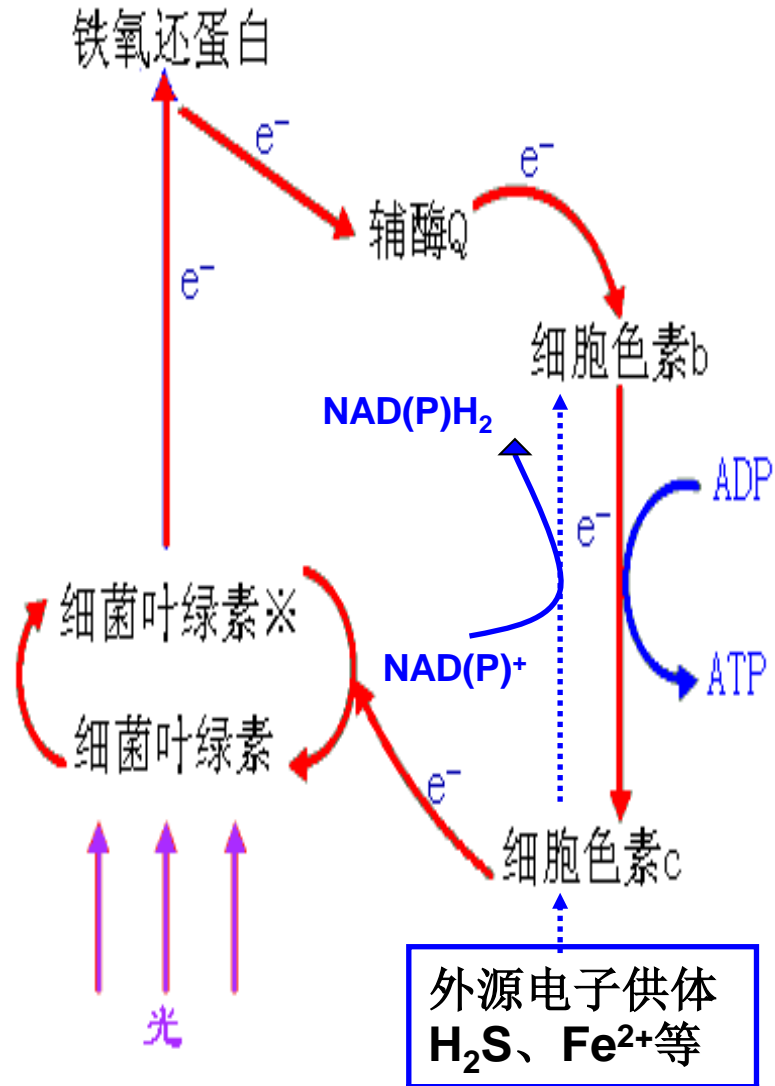 铁氧还蛋白
e⁻
辅酶Q
e⁻
e⁻
细胞色素b
NAD(P)H₂
ADP
e⁻
细菌叶绿素※
NAD(P)⁺
ATP
细菌叶绿素
e⁻
细胞色素c
光
外源电子供体
H₂S、Fe²⁺等